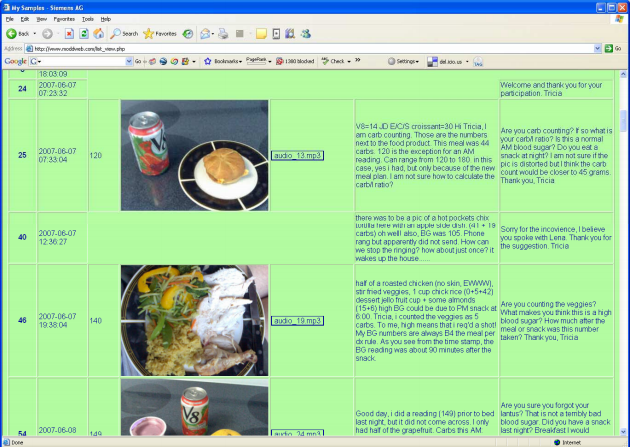 My Samples - Siemens AG
File Edit View Favorites Tools Help
Back Search Favorites
Address http://www.moddweb.com/list_view.php Go
Google G Go Bookmarks PageRank 1380 blocked Check Settings del.icio.us TAG
18:03:09
24 2007-06-07 07:23:32 Welcome and thank you for your participation. Tricia
25
2007-06-07
07:33:04
120
V8
audio_13.mp3
V8=14 JD E/C/S croissant=30 Hi Tricia, I
am carb counting. Those are the numbers
next to the food product. This meal was 44
carbs. 120 is the exception for an AM
reading. Can range from 120 to 180. in this
case, yes i had, but only because of the new
meal plan. I am not sure how to calculate the
carb/I ratio?
Are you carb counting? If so what
is your carb/I ratio? Is this a
normal AM blood sugar? Do you eat a
snack at night? I am not sure if the
pic is distorted but I think the carb
count would be closer to 45 grams.
Thank you, Tricia
40
2007-06-07
12:36:27
there was to be a pic of a hot pockets chix
tortilla here with an apple side dish. (41 + 19
carbs) oh well! also, BG was 105. Phone
rang but apparently did not send. How can
we stop the ringing? how about just once? it
wakes up the house.....
Sorry for the incovience, I believe
you spoke with Lena. Thank you for
the suggestion. Tricia
46
2007-06-07
19:38:04
140
audio_19.mp3
half of a roasted chicken (no skin, EWWW),
stir fried veggies, 1 cup chick rice (0+5+42)
dessert jello fruit cup + some almonds
(15+6) high BG could be due to PM snack at
6:00. Tricia, i counted the veggies as 5
carbs. To me, high means that i req'd a shot!
My BG numbers are always B4 the meal per
dx rule. As you see from the time stamp, the
BG reading was about 90 minutes after the
snack.
Are you counting the veggies?
What makes you think this is a high
blood sugar? How much after the
meal or snack was this number
taken? Thank you, Tricia
54
2007-06-08
149
V8
audio_24.mp3
Good day, i did a reading (149) prior to bed
last night, but it did not come across. I only
had half of the grapefruit. Carbs this AM:
Are you sure you forgot your
lantus? That is not a terribly bad
blood sugar. Did you have a snack
last night? Breakfast I would
Done Internet